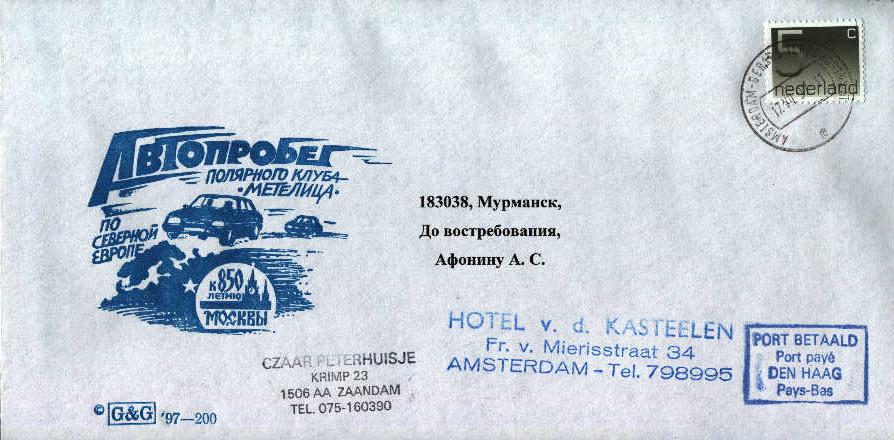 5 C
nederland
АВТОПРОБЕГ
ПОЛЯРНОГО КЛУБА
•МЕТЕЛИЦА•
ПО
СЕВЕРНОЙ
ЕВРОПЕ
К 850
ЛЕТИЮ
МОСКВЫ
183038, Мурманск,
До востребования,
Афонину А. С.
HOTEL v. d. KASTEELEN
Fr. v. Mierisstraat 34
AMSTERDAM – Tel. 798995
PORT BETAALD
Port payé
DEN HAAG
Pays-Bas
CZAAR PETERHUISJE
KRIMP 23
1506 AA ZAANDAM
TEL. 075-160390
© G&G '97—200
AMSTERDAM